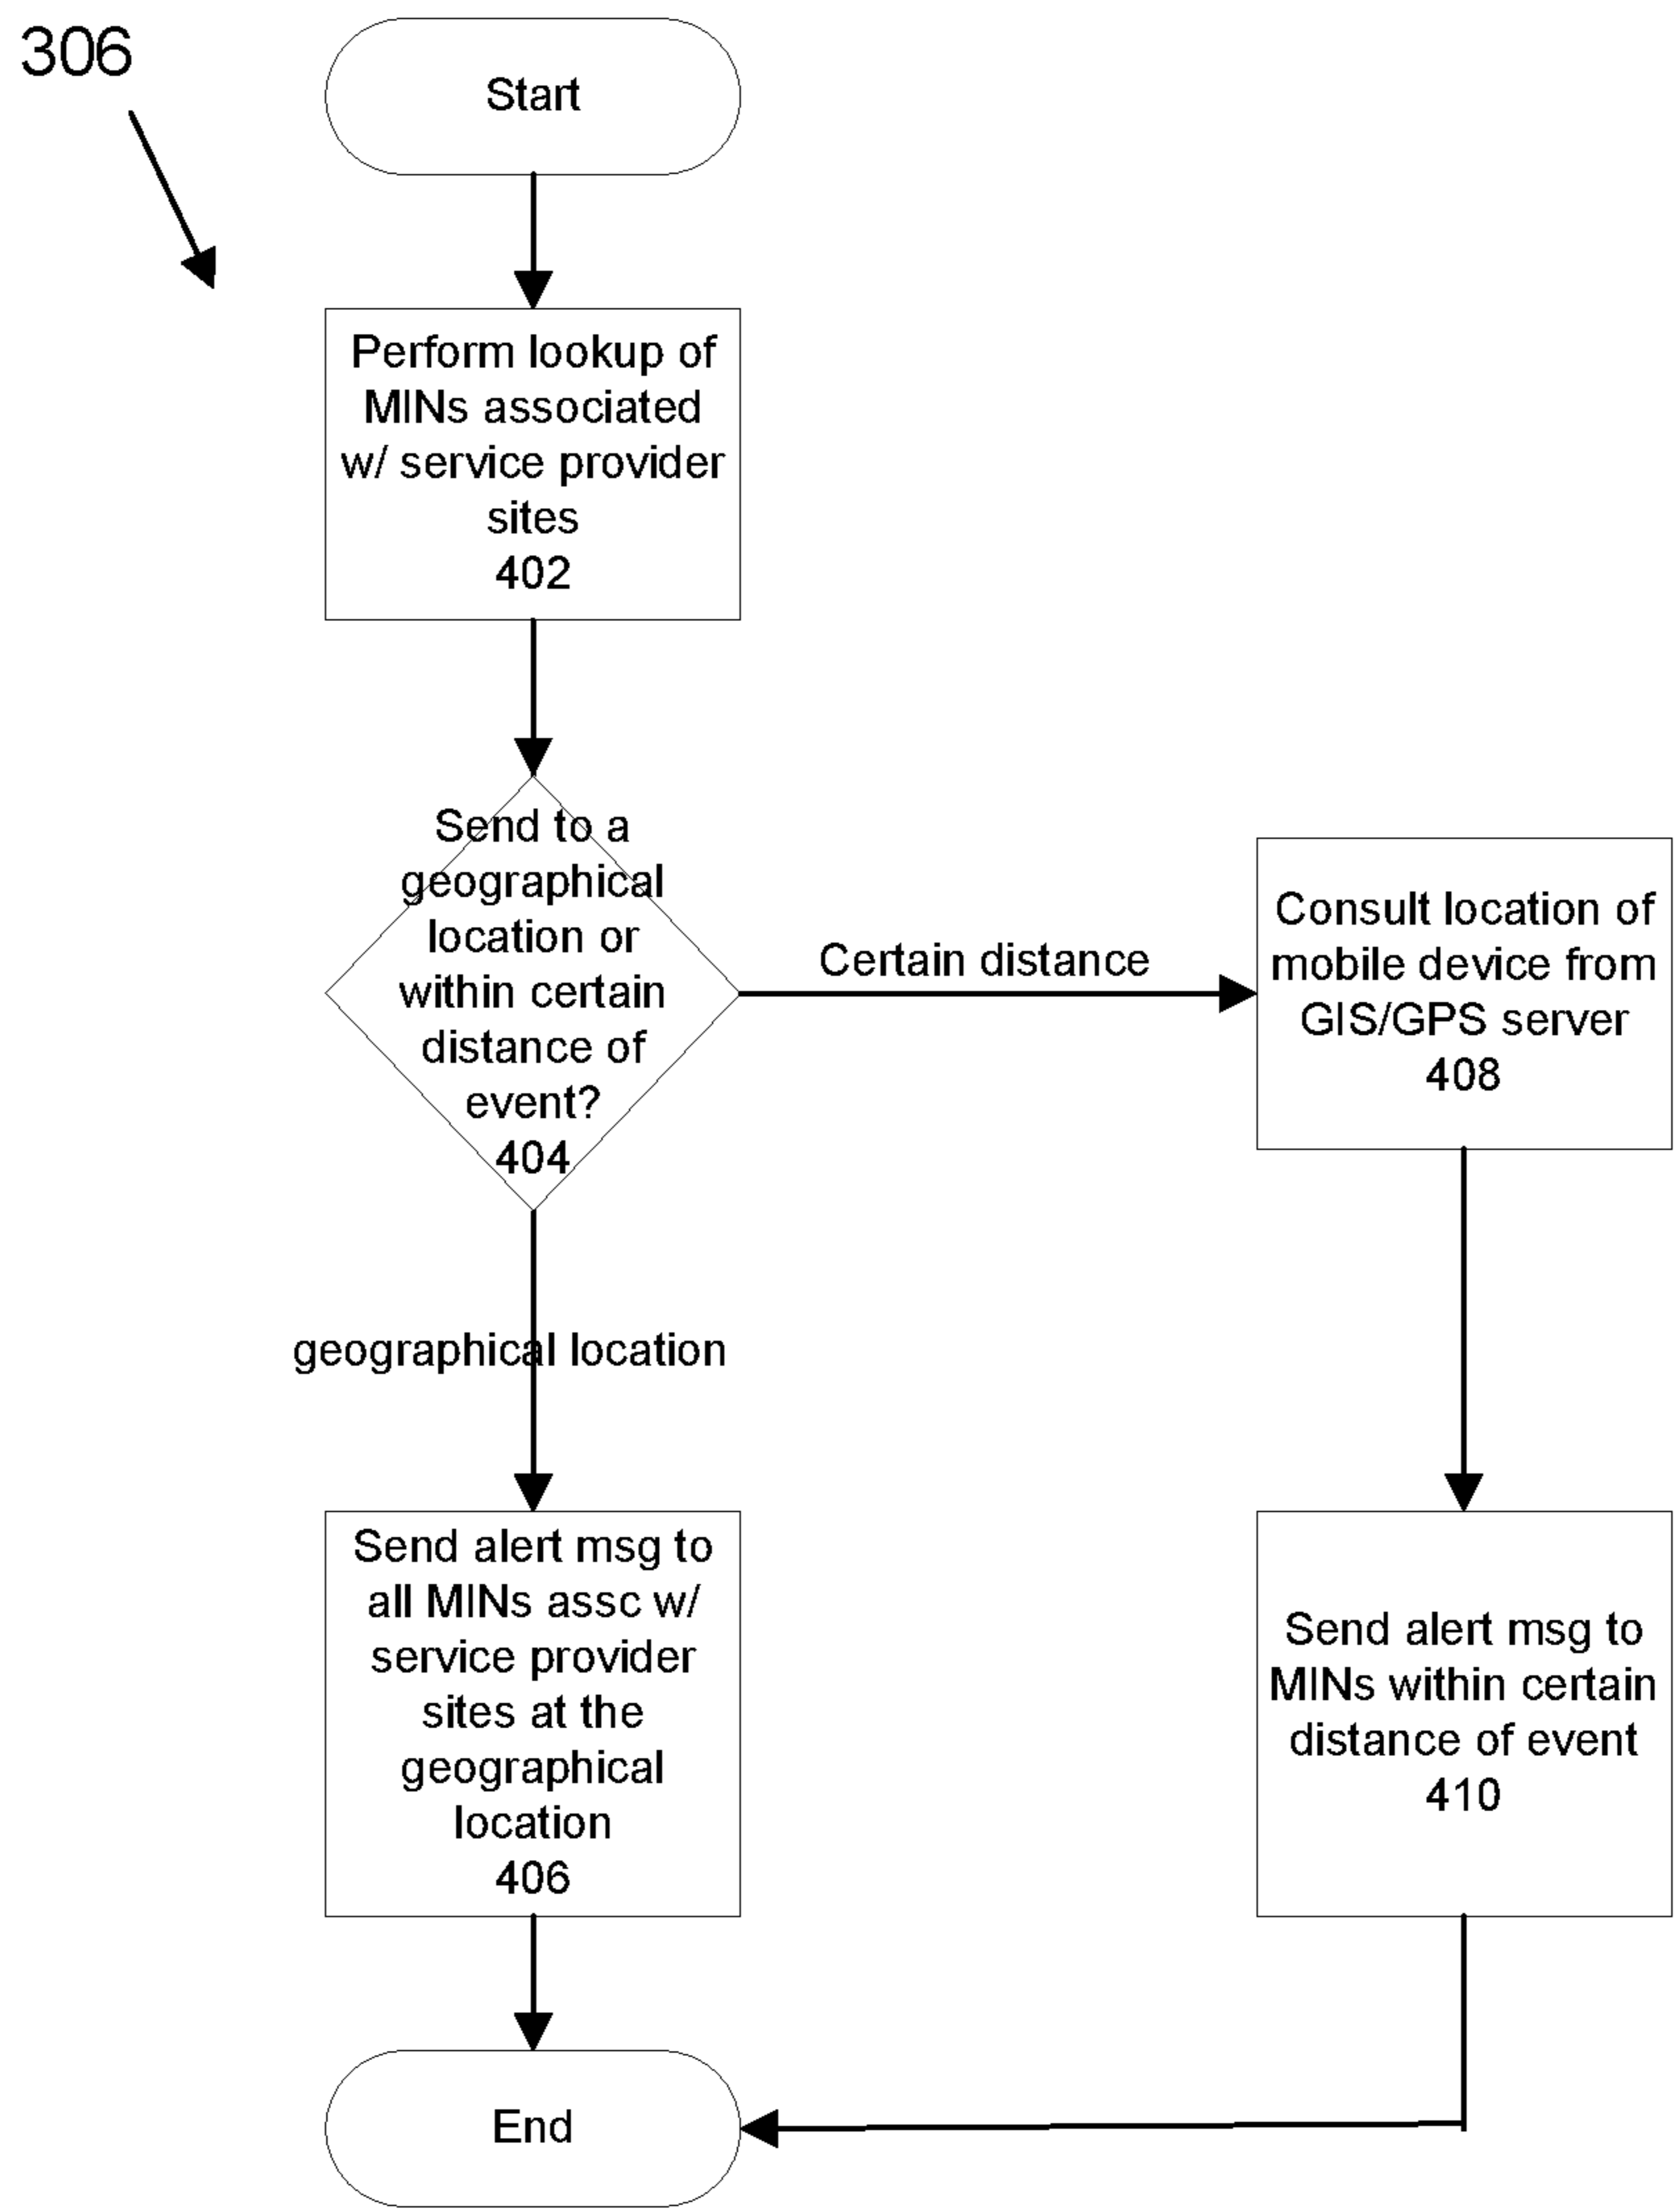 306
Start
Perform lookup of
MINs associated
w/ service provider
sites
402
Send to a
geographical
location or
within certain
distance of
event?
404
Certain distance
Consult location of
mobile device from
GIS/GPS server
408
geographical location
Send alert msg to
all MINs assc w/
service provider
sites at the
geographical
location
406
Send alert msg to
MINs within certain
distance of event
410
End